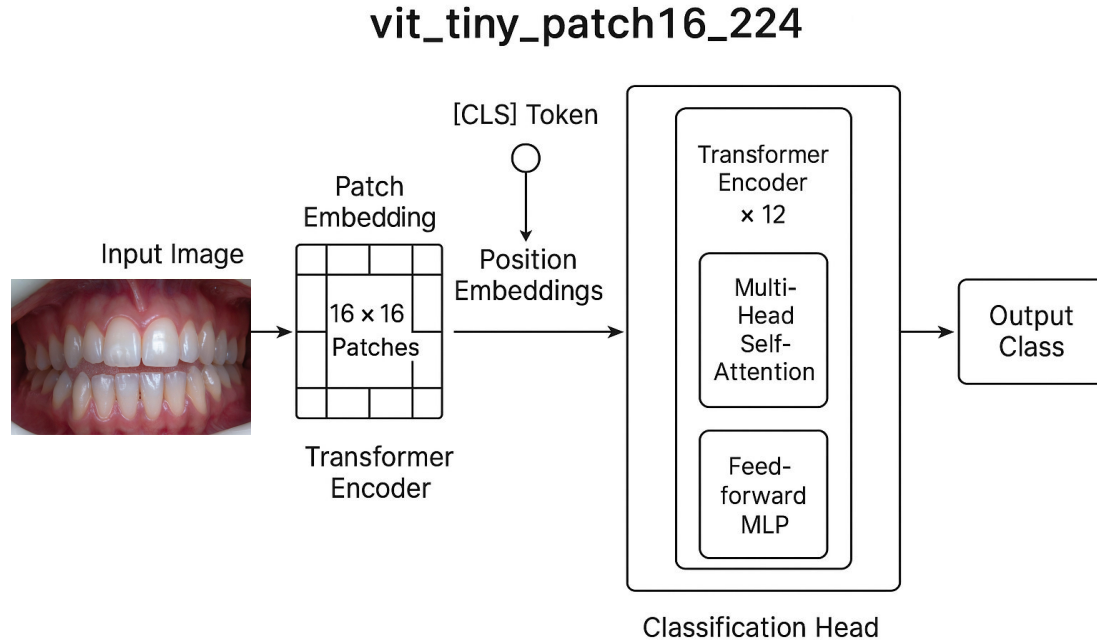 vit_tiny_patch16_224
Input Image
Patch
Embedding
16 × 16
Patches
Transformer
Encoder
[CLS] Token
Position
Embeddings
Transformer
Encoder
× 12
Multi-
Head
Self-
Attention
Feed-
forward
MLP
Classification Head
Output
Class